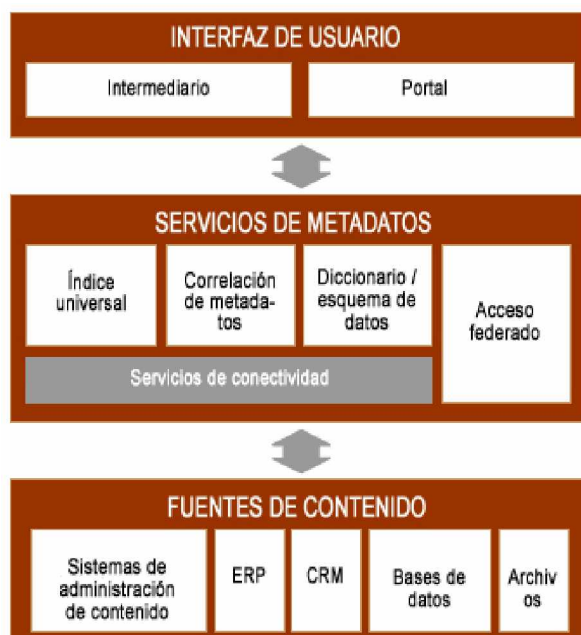 INTERFAZ DE USUARIO
Intermediario
Portal
SERVICIOS DE METADATOS
Índice
universal
Correlación
de metada-
tos
Diccionario /
esquema de
datos
Acceso
federado
Servicios de conectividad
FUENTES DE CONTENIDO
Sistemas de
administración
de contenido
ERP
CRM
Bases de
datos
Archiv
os